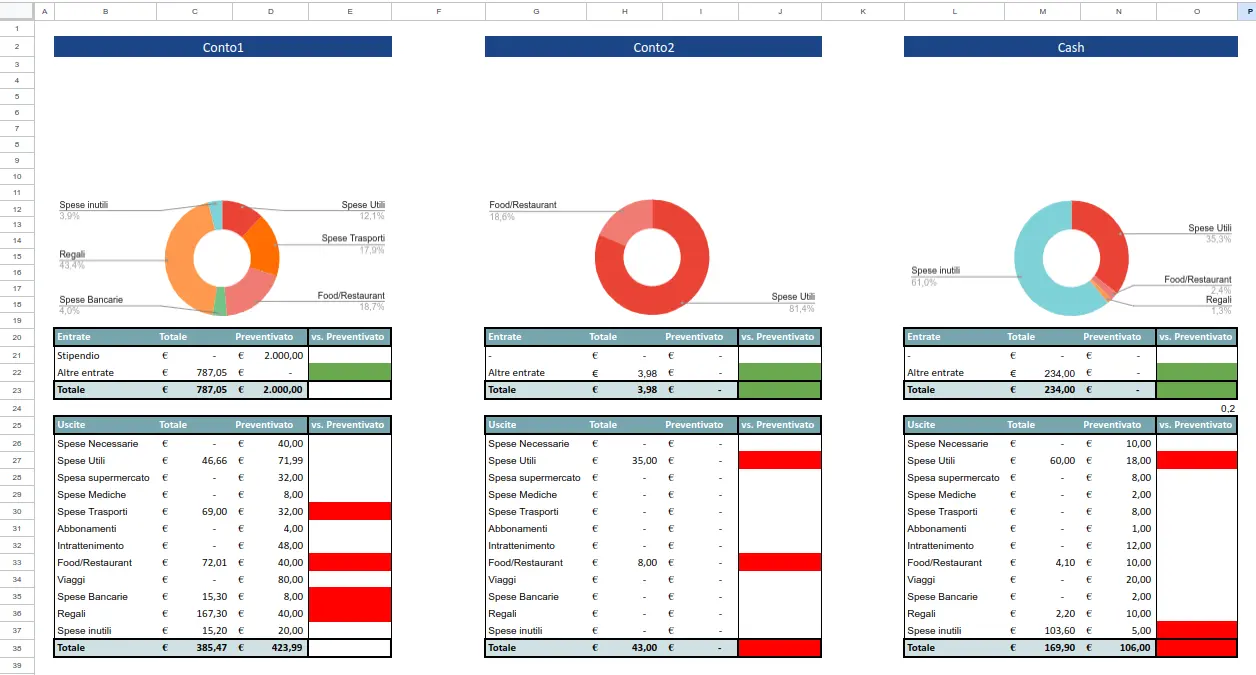 A B C D E F G H I J K L M N O P
1
2 Conto1 Conto2 Cash
3
4
5
6
7
8
9
10
11
12 Spese inutili 3,9% Spese Utili 12,1% Food/Restaurant 18,6%
13 Spese Utili 35,3%
14 Spese Trasporti 17,9%
15 Regali 43,4%
16 Spese inutili 61,0%
17 Food/Restaurant 2,4%
18 Spese Bancarie 4,0% Food/Restaurant 18,7% Spese Utili 81,4% Regali 1,3%
19
20 Entrate Totale Preventivato vs. Preventivato Entrate Totale Preventivato vs. Preventivato Entrate Totale Preventivato vs. Preventivato
21 Stipendio € - € 2.000,00 - € - € - - € - € -
22 Altre entrate € 787,05 € - Altre entrate € 3,98 € - Altre entrate € 234,00 € -
23 Totale € 787,05 € 2.000,00 Totale € 3,98 € - Totale € 234,00 € -
24 0,2
25 Uscite Totale Preventivato vs. Preventivato Uscite Totale Preventivato vs. Preventivato Uscite Totale Preventivato vs. Preventivato
26 Spese Necessarie € - € 40,00 Spese Necessarie € - € - Spese Necessarie € - € 10,00
27 Spese Utili € 46,66 € 71,99 Spese Utili € 35,00 € - Spese Utili € 60,00 € 18,00
28 Spesa supermercato € - € 32,00 Spesa supermercato € - € - Spesa supermercato € - € 8,00
29 Spese Mediche € - € 8,00 Spese Mediche € - € - Spese Mediche € - € 2,00
30 Spese Trasporti € 69,00 € 32,00 Spese Trasporti € - € - Spese Trasporti € - € 8,00
31 Abbonamenti € - € 4,00 Abbonamenti € - € - Abbonamenti € - € 1,00
32 Intrattenimento € - € 48,00 Intrattenimento € - € - Intrattenimento € - € 12,00
33 Food/Restaurant € 72,01 € 40,00 Food/Restaurant € 8,00 € - Food/Restaurant € 4,10 € 10,00
34 Viaggi € - € 80,00 Viaggi € - € - Viaggi € - € 20,00
35 Spese Bancarie € 15,30 € 8,00 Spese Bancarie € - € - Spese Bancarie € - € 2,00
36 Regali € 167,30 € 40,00 Regali € - € - Regali € 2,20 € 10,00
37 Spese inutili € 15,20 € 20,00 Spese inutili € - € - Spese inutili € 103,60 € 5,00
38 Totale € 385,47 € 423,99 Totale € 43,00 € - Totale € 169,90 € 106,00
39